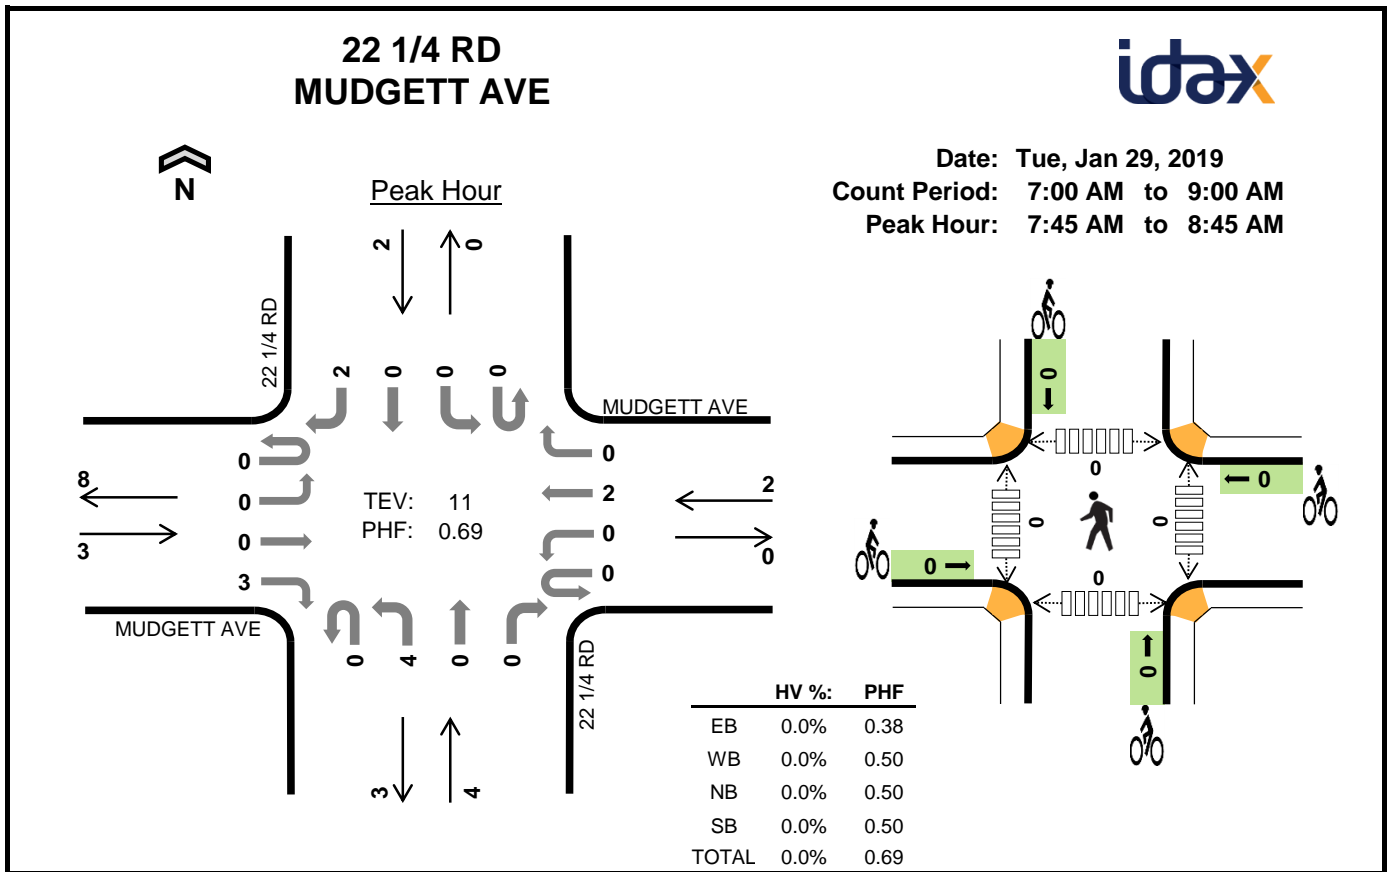 22 1/4 RD
MUDGETT AVE
idax
Date: Tue, Jan 29, 2019
Count Period: 7:00 AM to 9:00 AM
Peak Hour: 7:45 AM to 8:45 AM
N
Peak Hour
2 0
22 1/4 RD
2 0 0 0
MUDGETT AVE
0 0
8 0 2 2
TEV: 11
PHF: 0.69
3 0 0 0
3 0
MUDGETT AVE
0 4 0 0
22 1/4 RD
3 4
0
0
0
0 0
0
0
0
HV %: PHF
EB 0.0% 0.38
WB 0.0% 0.50
NB 0.0% 0.50
SB 0.0% 0.50
TOTAL 0.0% 0.69